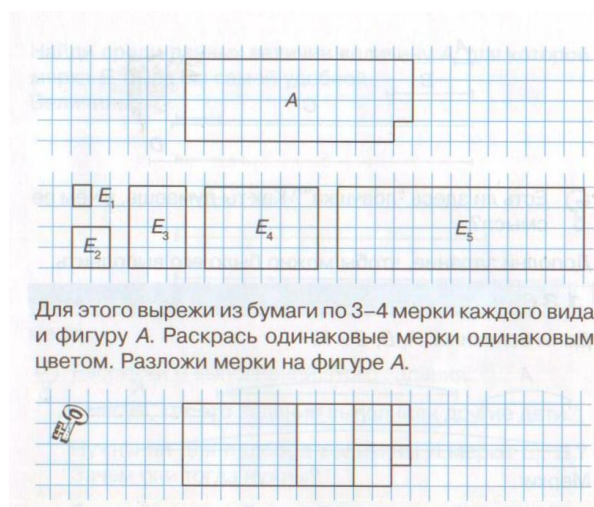 A
E₁
E₂ E₃ E₄ E₅
Для этого вырежи из бумаги по 3–4 мерки каждого вида
и фигуру A. Раскрась одинаковые мерки одинаковым
цветом. Разложи мерки на фигуре A.